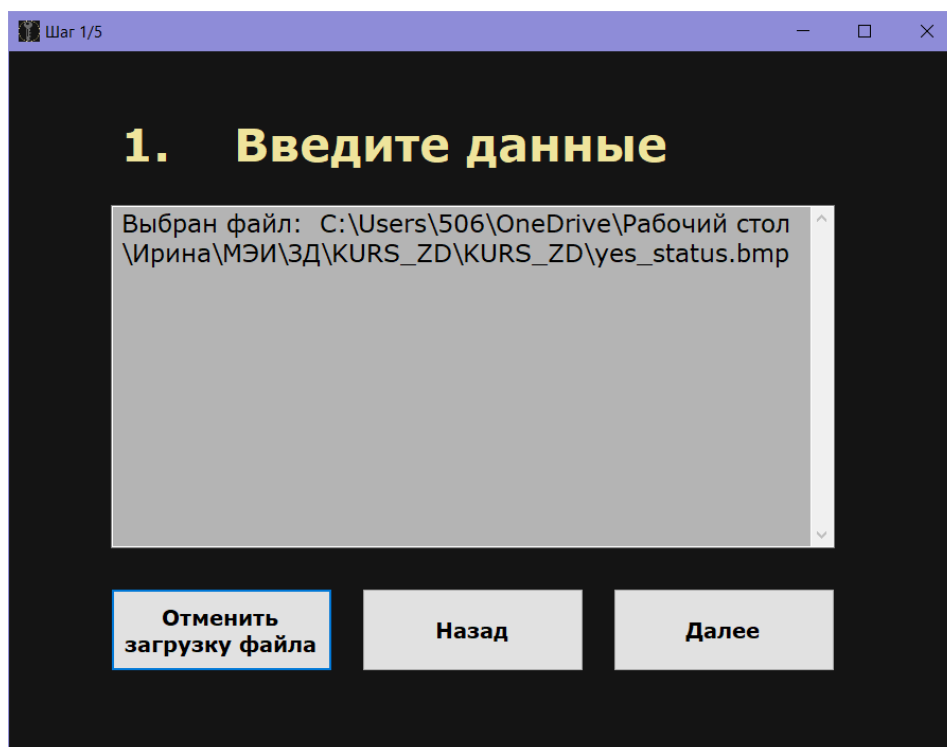 Шаг 1/5
1. Введите данные
Выбран файл:  C:\Users\506\OneDrive\Рабочий стол
\Ирина\МЭИ\ЗД\KURS_ZD\KURS_ZD\yes_status.bmp
Отменить
загрузку файла
Назад
Далее